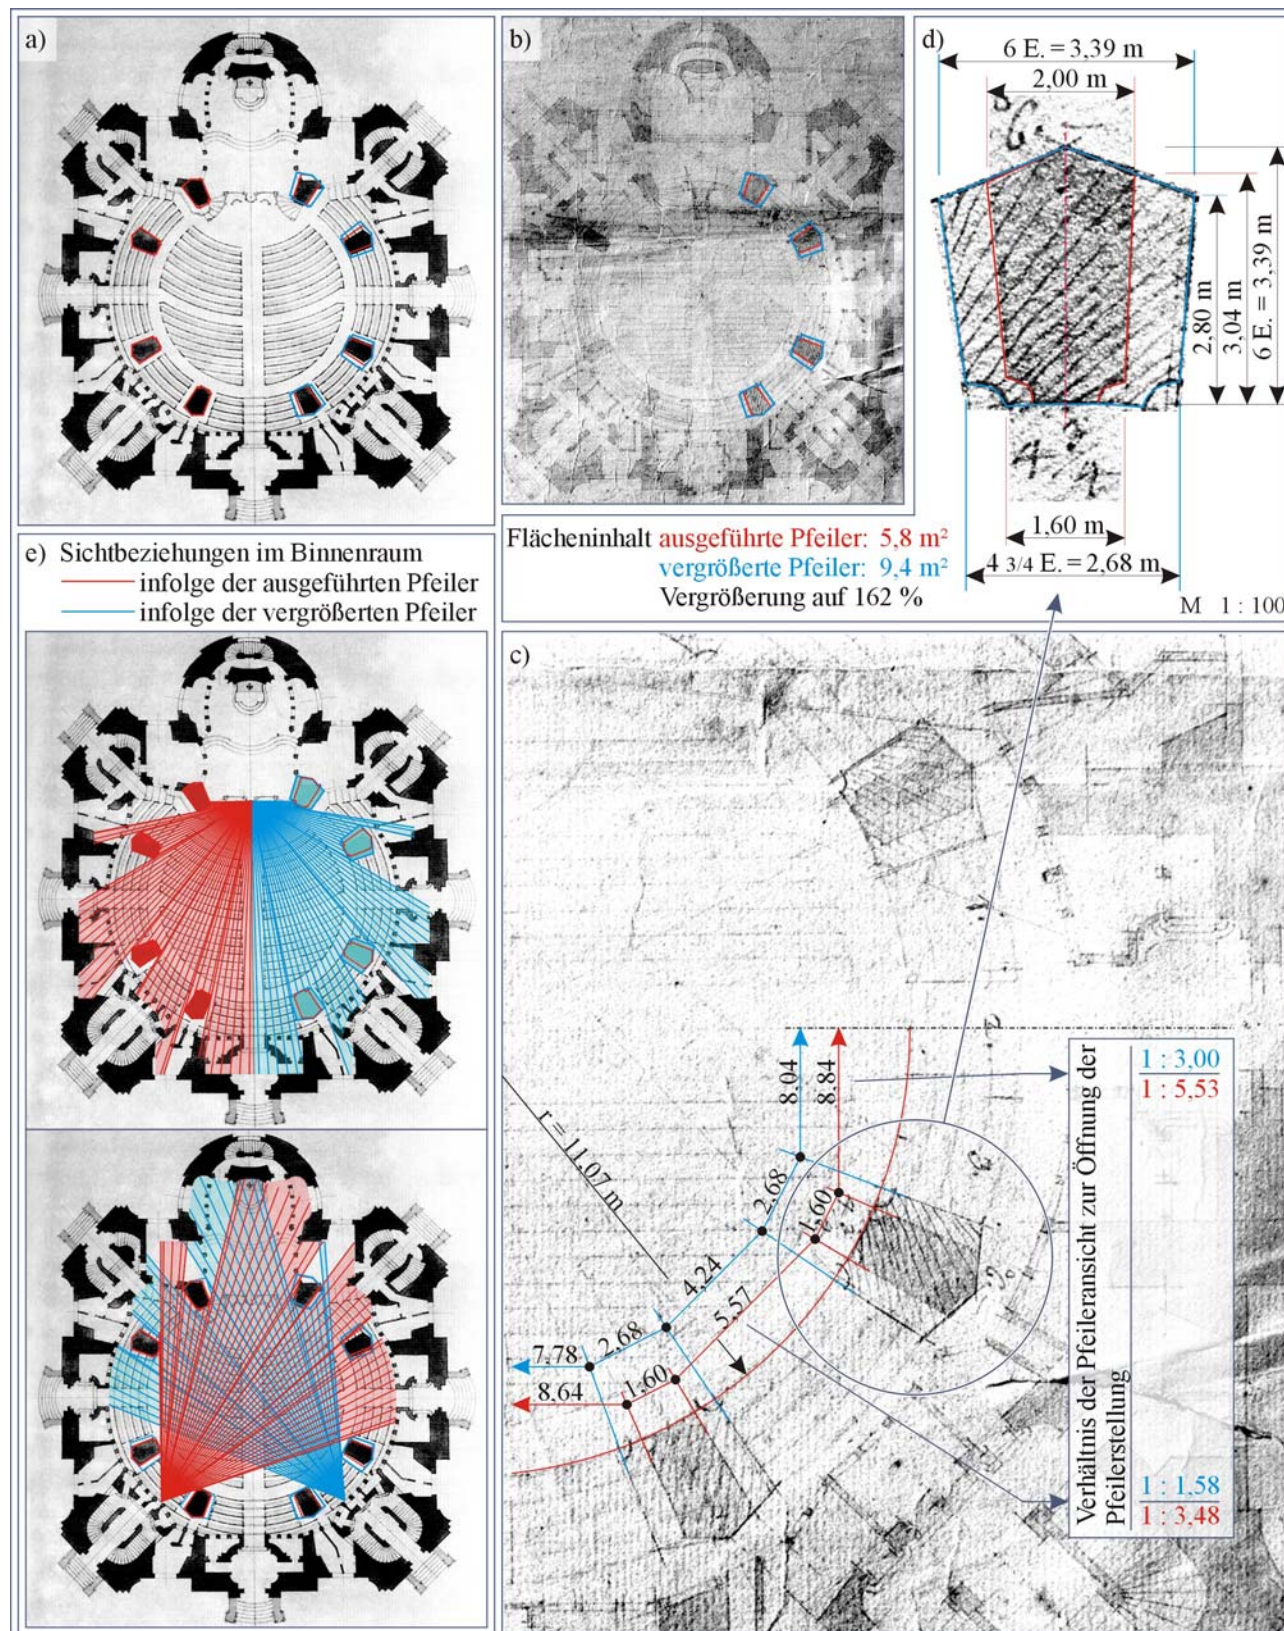 a)
b)
d)
6 E. = 3,39 m
2,00 m
2,80 m
3,04 m
6 E. = 3,39 m
1,60 m
4 3/4 E. = 2,68 m
M 1 : 100
Flächeninhalt ausgeführte Pfeiler: 5,8 m²
vergrößerte Pfeiler: 9,4 m²
Vergrößerung auf 162 %
e) Sichtbeziehungen im Binnenraum
infolge der ausgeführten Pfeiler
infolge der vergrößerten Pfeiler
c)
8,04
8,84
r = 11,07 m
2,68
1,60
4,24
5,57
2,68
7,78
1,60
8,64
Verhältnis der Pfeileransicht zur Öffnung der
Pfeilerstellung
1 : 3,00
1 : 5,53
1 : 1,58
1 : 3,48